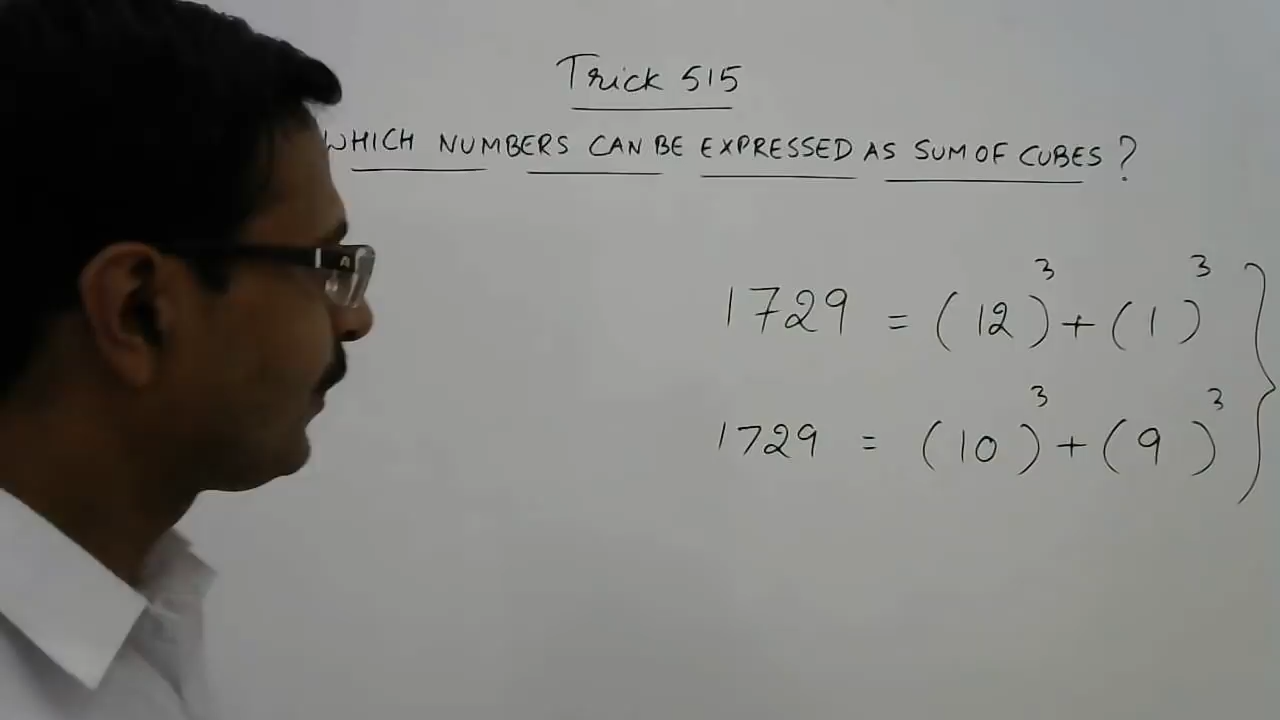 Trick 515
WHICH NUMBERS CAN BE EXPRESSED AS SUM OF CUBES ?
1729 = (12)³ + (1)³
1729 = (10)³ + (9)³